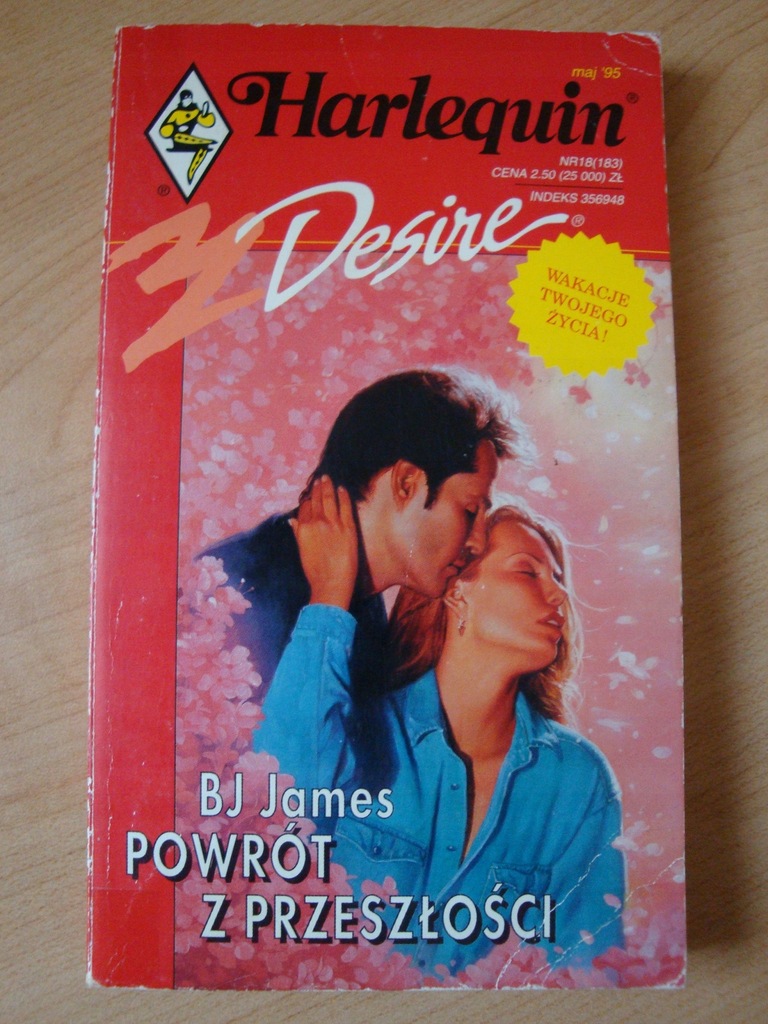 maj '95
Harlequin®
NR18(183)
CENA 2.50 (25 000) ZŁ
INDEKS 356948
®
Desire®
WAKACJE
TWOJEGO
ŻYCIA!
BJ James
POWRÓT
Z PRZESZŁOŚCI